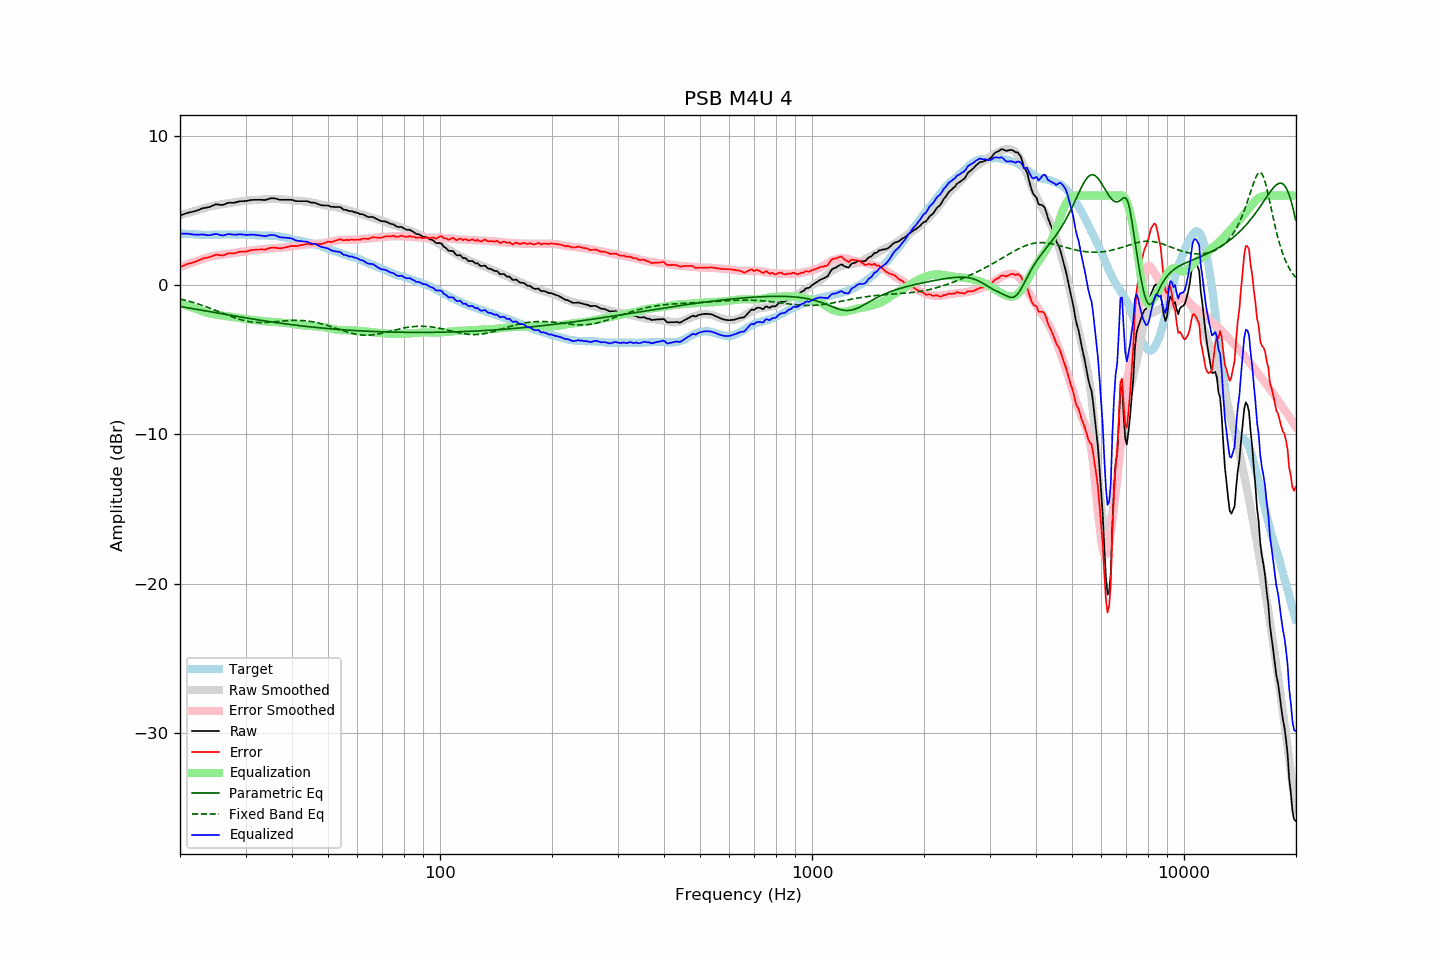 PSB M4U 4
10
0
−10
−20
−30
Amplitude (dBr)
100
1000
10000
Frequency (Hz)
Target
Raw Smoothed
Error Smoothed
Raw
Error
Equalization
Parametric Eq
Fixed Band Eq
Equalized